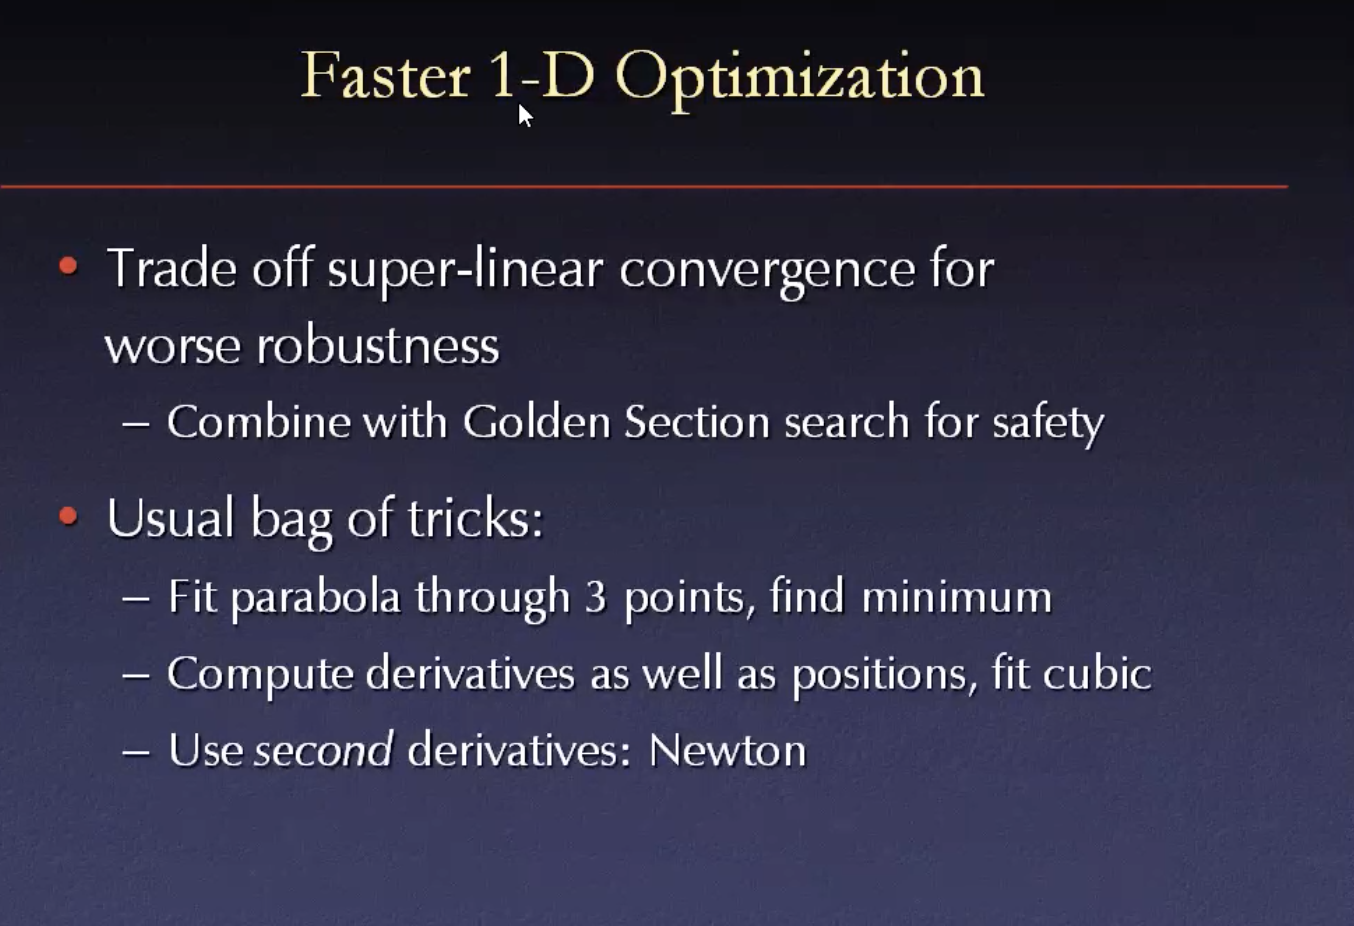 Faster 1-D Optimization
• Trade off super-linear convergence for
worse robustness
– Combine with Golden Section search for safety
• Usual bag of tricks:
– Fit parabola through 3 points, find minimum
– Compute derivatives as well as positions, fit cubic
– Use second derivatives: Newton